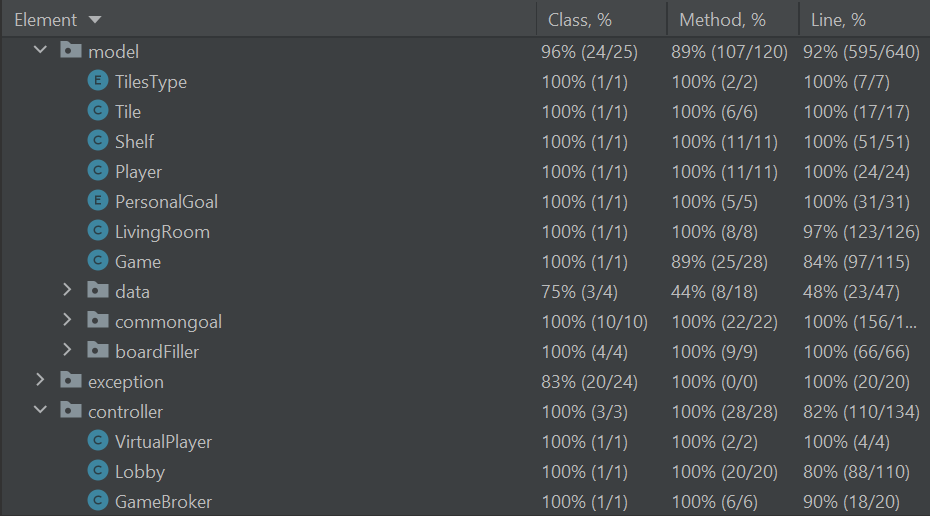 Element Class, % Method, % Line, %
model 96% (24/25) 89% (107/120) 92% (595/640)
E TilesType 100% (1/1) 100% (2/2) 100% (7/7)
C Tile 100% (1/1) 100% (6/6) 100% (17/17)
C Shelf 100% (1/1) 100% (11/11) 100% (51/51)
C Player 100% (1/1) 100% (11/11) 100% (24/24)
E PersonalGoal 100% (1/1) 100% (5/5) 100% (31/31)
C LivingRoom 100% (1/1) 100% (8/8) 97% (123/126)
C Game 100% (1/1) 89% (25/28) 84% (97/115)
data 75% (3/4) 44% (8/18) 48% (23/47)
commongoal 100% (10/10) 100% (22/22) 100% (156/1...
boardFiller 100% (4/4) 100% (9/9) 100% (66/66)
exception 83% (20/24) 100% (0/0) 100% (20/20)
controller 100% (3/3) 100% (28/28) 82% (110/134)
C VirtualPlayer 100% (1/1) 100% (2/2) 100% (4/4)
C Lobby 100% (1/1) 100% (20/20) 80% (88/110)
C GameBroker 100% (1/1) 100% (6/6) 90% (18/20)